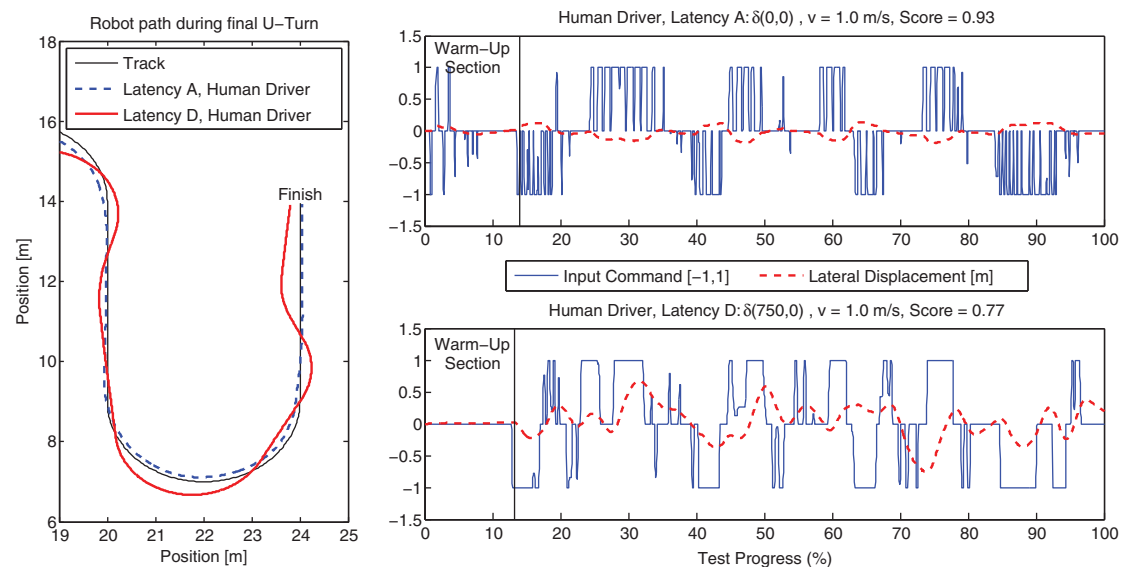 Robot path during final U−Turn
18
16
14
12
10
8
6
Position [m]
Track
Latency A, Human Driver
Latency D, Human Driver
Finish
19 20 21 22 23 24 25
Position [m]
Human Driver, Latency A: δ(0,0) , v = 1.0 m/s, Score = 0.93
1.5
1
0.5
0
−0.5
−1
−1.5
Warm−Up
Section
0 10 20 30 40 50 60 70 80 90 100
Input Command [−1,1] Lateral Displacement [m]
Human Driver, Latency D: δ(750,0) , v = 1.0 m/s, Score = 0.77
1.5
1
0.5
0
−0.5
−1
−1.5
Warm−Up
Section
0 10 20 30 40 50 60 70 80 90 100
Test Progress (%)